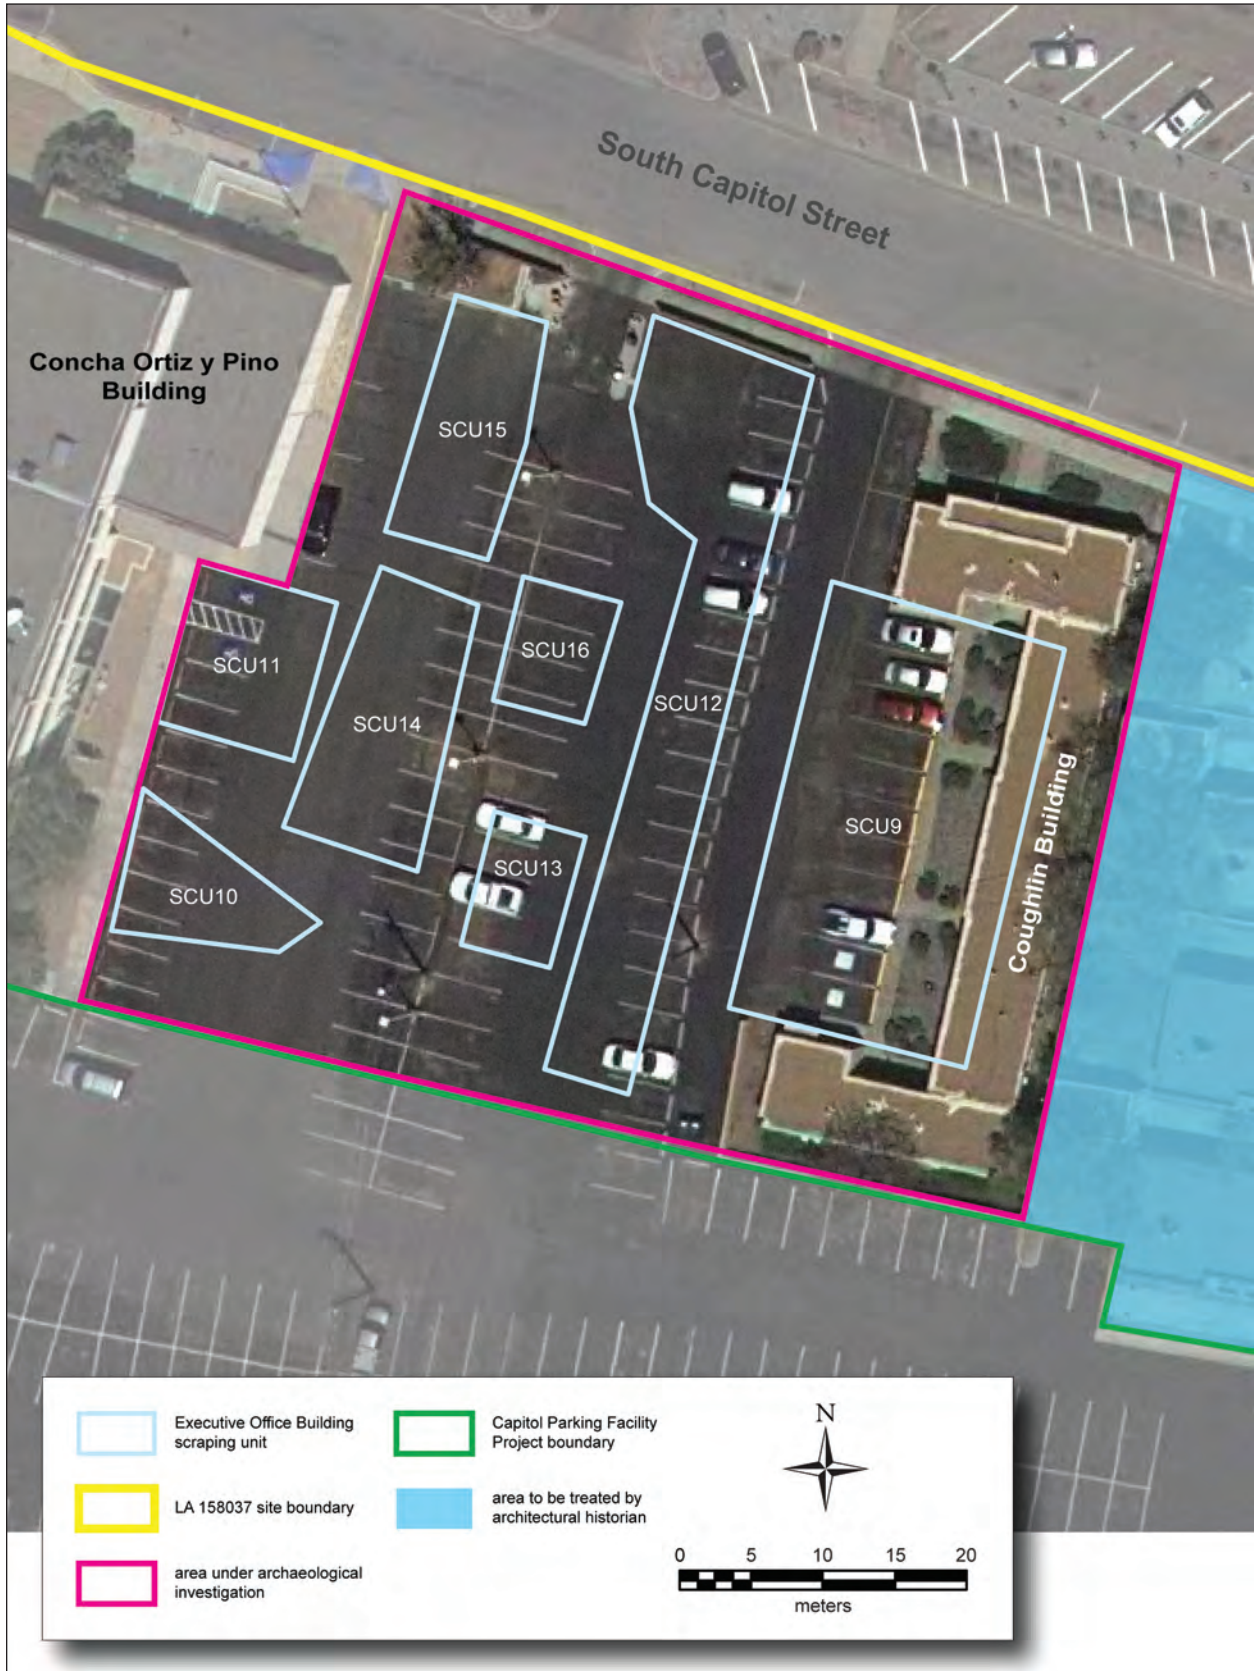 South Capitol Street
Concha Ortiz y Pino
Building
SCU15
SCU16
SCU11
SCU12
SCU14
SCU9
SCU13
SCU10
Coughlin Building
Executive Office Building
scraping unit
Capitol Parking Facility
Project boundary
N
LA 158037 site boundary
area to be treated by
architectural historian
area under archaeological
investigation
0 5 10 15 20
meters